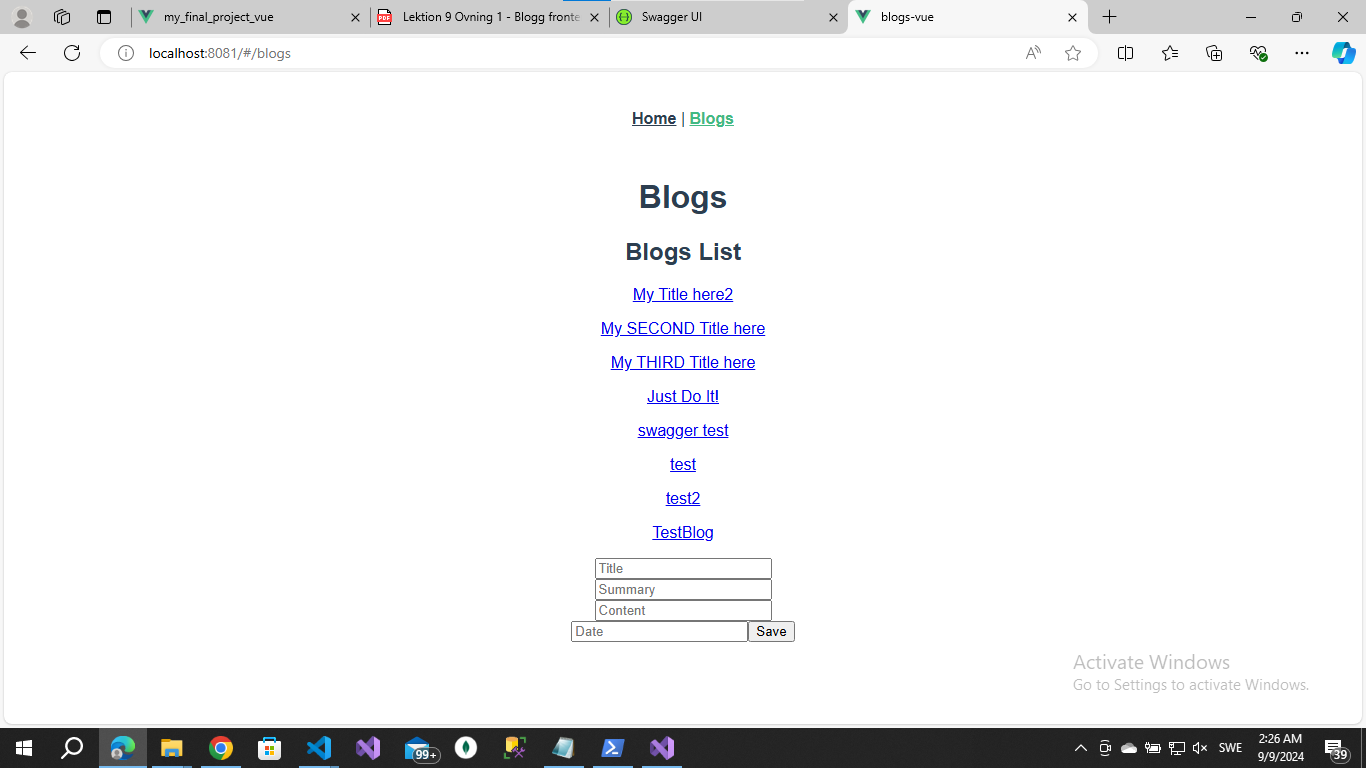 my_final_project_vue
Lektion 9 Ovning 1 - Blogg fronte
Swagger UI
blogs-vue
localhost:8081/#/blogs
Home | Blogs
Blogs
Blogs List
My Title here2
My SECOND Title here
My THIRD Title here
Just Do It!
swagger test
test
test2
TestBlog
Title
Summary
Content
Date Save
Activate Windows
Go to Settings to activate Windows.
99+
SWE
2:26 AM
9/9/2024
39